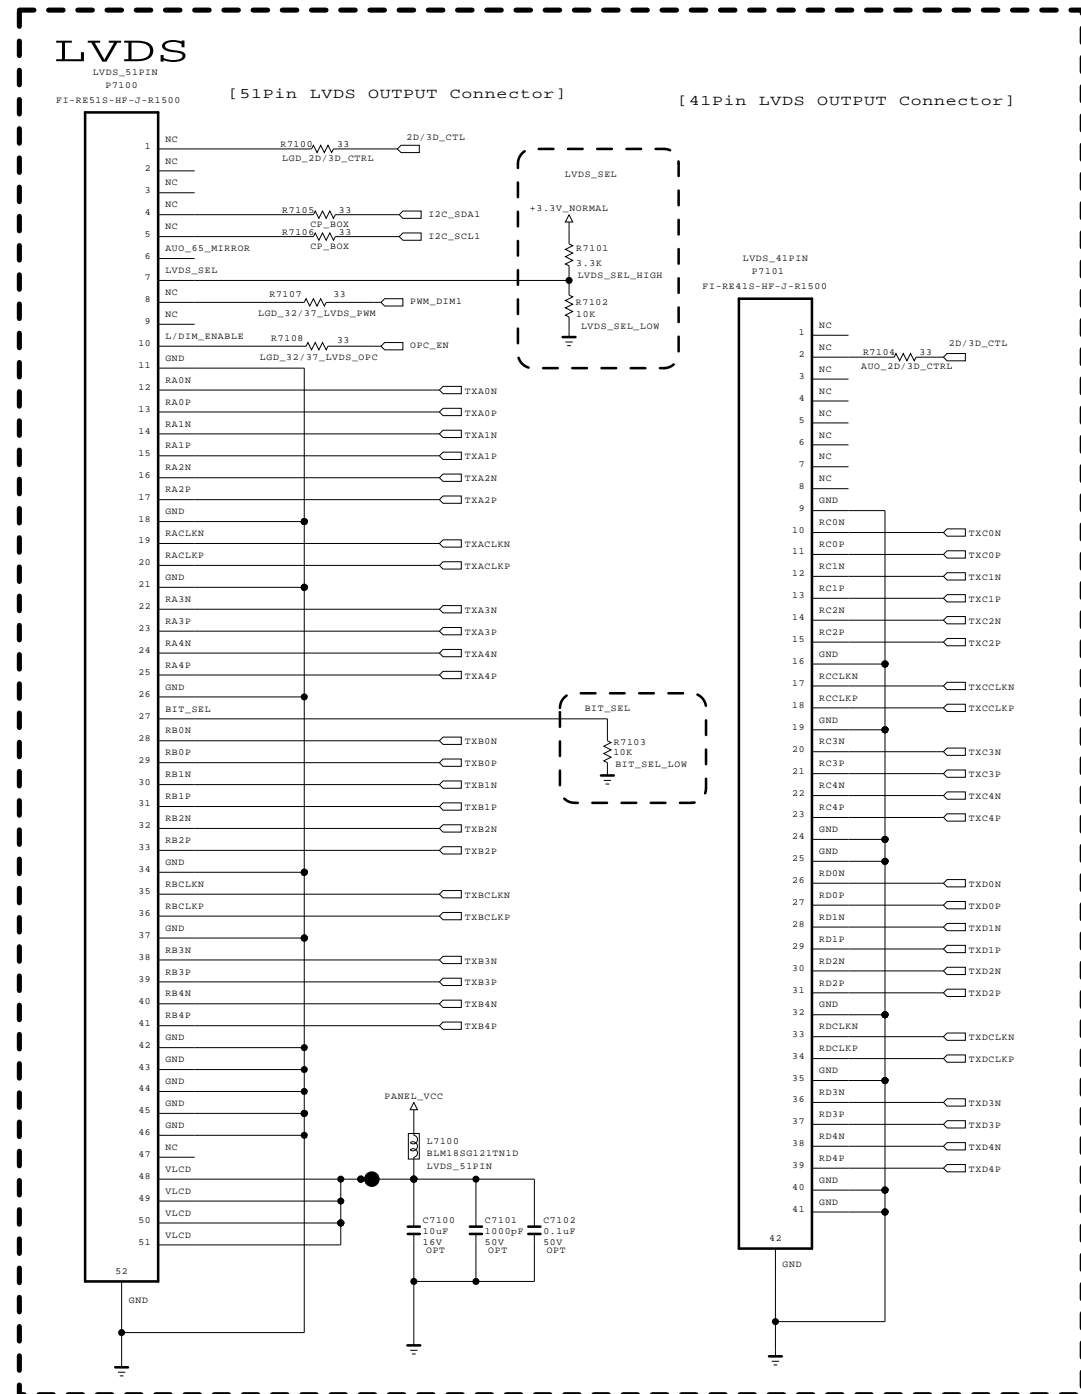 LVDS
LVDS_51PIN
P7100
FI-RE51S-HF-J-R1500
[51Pin LVDS OUTPUT Connector]
1 NC R7100 33 2D/3D_CTL
LGD_2D/3D_CTRL
2 NC
3 NC
4 NC R7105 33 I2C_SDA1
CP_BOX
5 NC R7106 33 I2C_SCL1
CP_BOX
6 AUO_65_MIRROR
7 LVDS_SEL
8 NC R7107 33 PWM_DIM1
LGD_32/37_LVDS_PWM
9 NC
10 L/DIM_ENABLE R7108 33 OPC_EN
LGD_32/37_LVDS_OPC
11 GND
12 RA0N TXA0N
13 RA0P TXA0P
14 RA1N TXA1N
15 RA1P TXA1P
16 RA2N TXA2N
17 RA2P TXA2P
18 GND
19 RACLKN TXACLKN
20 RACLKP TXACLKP
21 GND
22 RA3N TXA3N
23 RA3P TXA3P
24 RA4N TXA4N
25 RA4P TXA4P
26 GND
27 BIT_SEL
28 RB0N TXB0N
29 RB0P TXB0P
30 RB1N TXB1N
31 RB1P TXB1P
32 RB2N TXB2N
33 RB2P TXB2P
34 GND
35 RBCLKN TXBCLKN
36 RBCLKP TXBCLKP
37 GND
38 RB3N TXB3N
39 RB3P TXB3P
40 RB4N TXB4N
41 RB4P TXB4P
42 GND
43 GND
44 GND
45 GND
46 GND
47 NC
48 VLCD
49 VLCD
50 VLCD
51 VLCD
52
GND
LVDS_SEL
+3.3V_NORMAL
R7101
3.3K
LVDS_SEL_HIGH
R7102
10K
LVDS_SEL_LOW
BIT_SEL
R7103
10K
BIT_SEL_LOW
PANEL_VCC
L7100
BLM18SG121TN1D
LVDS_51PIN
C7100 C7101 C7102
10uF 1000pF 0.1uF
16V 50V 50V
OPT OPT OPT
[41Pin LVDS OUTPUT Connector]
LVDS_41PIN
P7101
FI-RE41S-HF-J-R1500
1 NC
2 NC R7104 33 2D/3D_CTL
AUO_2D/3D_CTRL
3 NC
4 NC
5 NC
6 NC
7 NC
8 NC
9 GND
10 RC0N TXC0N
11 RC0P TXC0P
12 RC1N TXC1N
13 RC1P TXC1P
14 RC2N TXC2N
15 RC2P TXC2P
16 GND
17 RCCLKN TXCCLKN
18 RCCLKP TXCCLKP
19 GND
20 RC3N TXC3N
21 RC3P TXC3P
22 RC4N TXC4N
23 RC4P TXC4P
24 GND
25 GND
26 RD0N TXD0N
27 RD0P TXD0P
28 RD1N TXD1N
29 RD1P TXD1P
30 RD2N TXD2N
31 RD2P TXD2P
32 GND
33 RDCLKN TXDCLKN
34 RDCLKP TXDCLKP
35 GND
36 RD3N TXD3N
37 RD3P TXD3P
38 RD4N TXD4N
39 RD4P TXD4P
40 GND
41 GND
42
GND